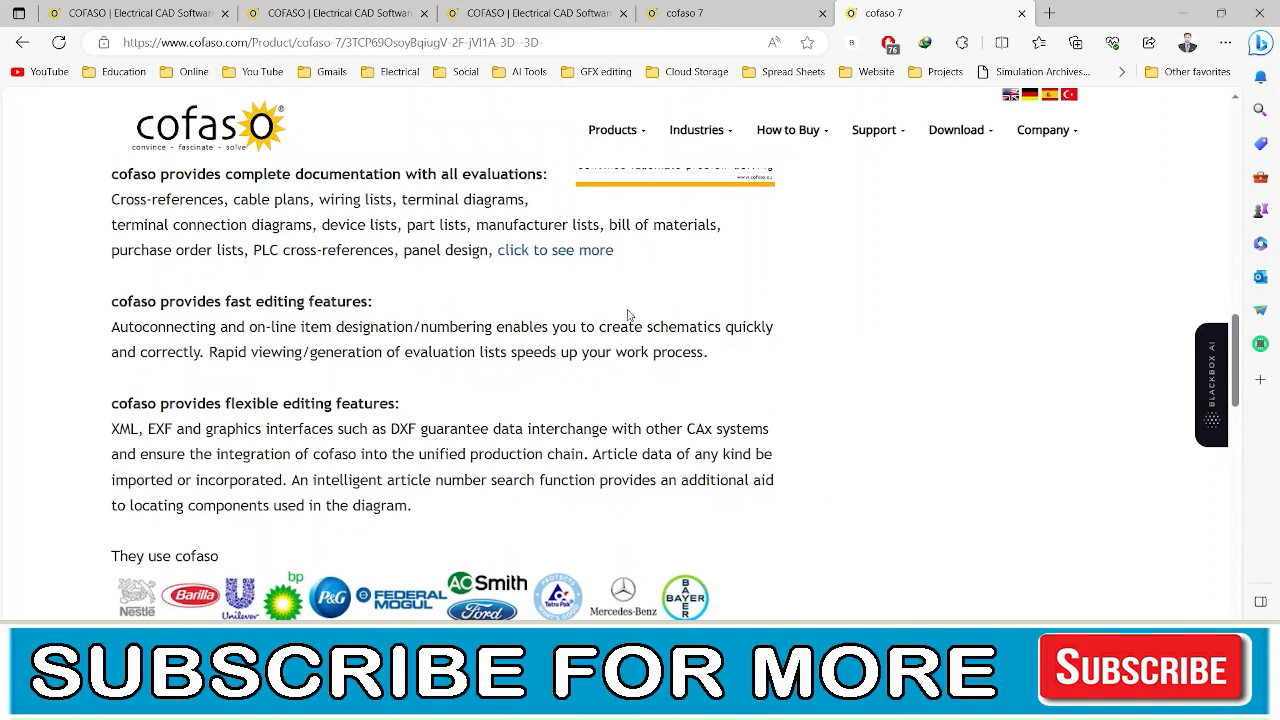 COFASO | Electrical CAD Softwar
COFASO | Electrical CAD Softwar
COFASO | Electrical CAD Softwar
cofaso 7
cofaso 7
https://www.cofaso.com/Product/cofaso-7/3TCP69OsoyBqiugV-2F-jVl1A-3D--3D-
76
YouTube
Education
Online
You Tube
Gmails
Electrical
Social
AI Tools
GFX editing
Cloud Storage
Spread Sheets
Website
Projects
Simulation Archives...
Other favorites
cofaso
convince - fascinate - solve
Products
Industries
How to Buy
Support
Download
Company
www.cofaso.eu
cofaso provides complete documentation with all evaluations:
Cross-references, cable plans, wiring lists, terminal diagrams,
terminal connection diagrams, device lists, part lists, manufacturer lists, bill of materials,
purchase order lists, PLC cross-references, panel design, click to see more
cofaso provides fast editing features:
Autoconnecting and on-line item designation/numbering enables you to create schematics quickly
and correctly. Rapid viewing/generation of evaluation lists speeds up your work process.
cofaso provides flexible editing features:
XML, EXF and graphics interfaces such as DXF guarantee data interchange with other CAx systems
and ensure the integration of cofaso into the unified production chain. Article data of any kind be
imported or incorporated. An intelligent article number search function provides an additional aid
to locating components used in the diagram.
They use cofaso
Nestle
Barilla
Unilever
bp
P&G
FEDERAL
MOGUL
AO Smith
Ford
PROTECTS
Tetra Pak
Mercedes-Benz
BAYER
BAYER
BLACKBOX AI
SUBSCRIBE FOR MORE
SUBSCRIBE